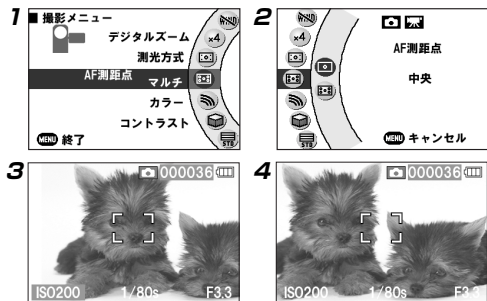 1
■ 撮影メニュー
デジタルズーム
×4
測光方式
AF測距点
マルチ
カラー
コントラスト
STB
MENU 終了
2
×4
AF測距点
中央
STB
MENU キャンセル
3
000036
ISO200 1/80s F3.3
4
000036
ISO200 1/80s F3.3